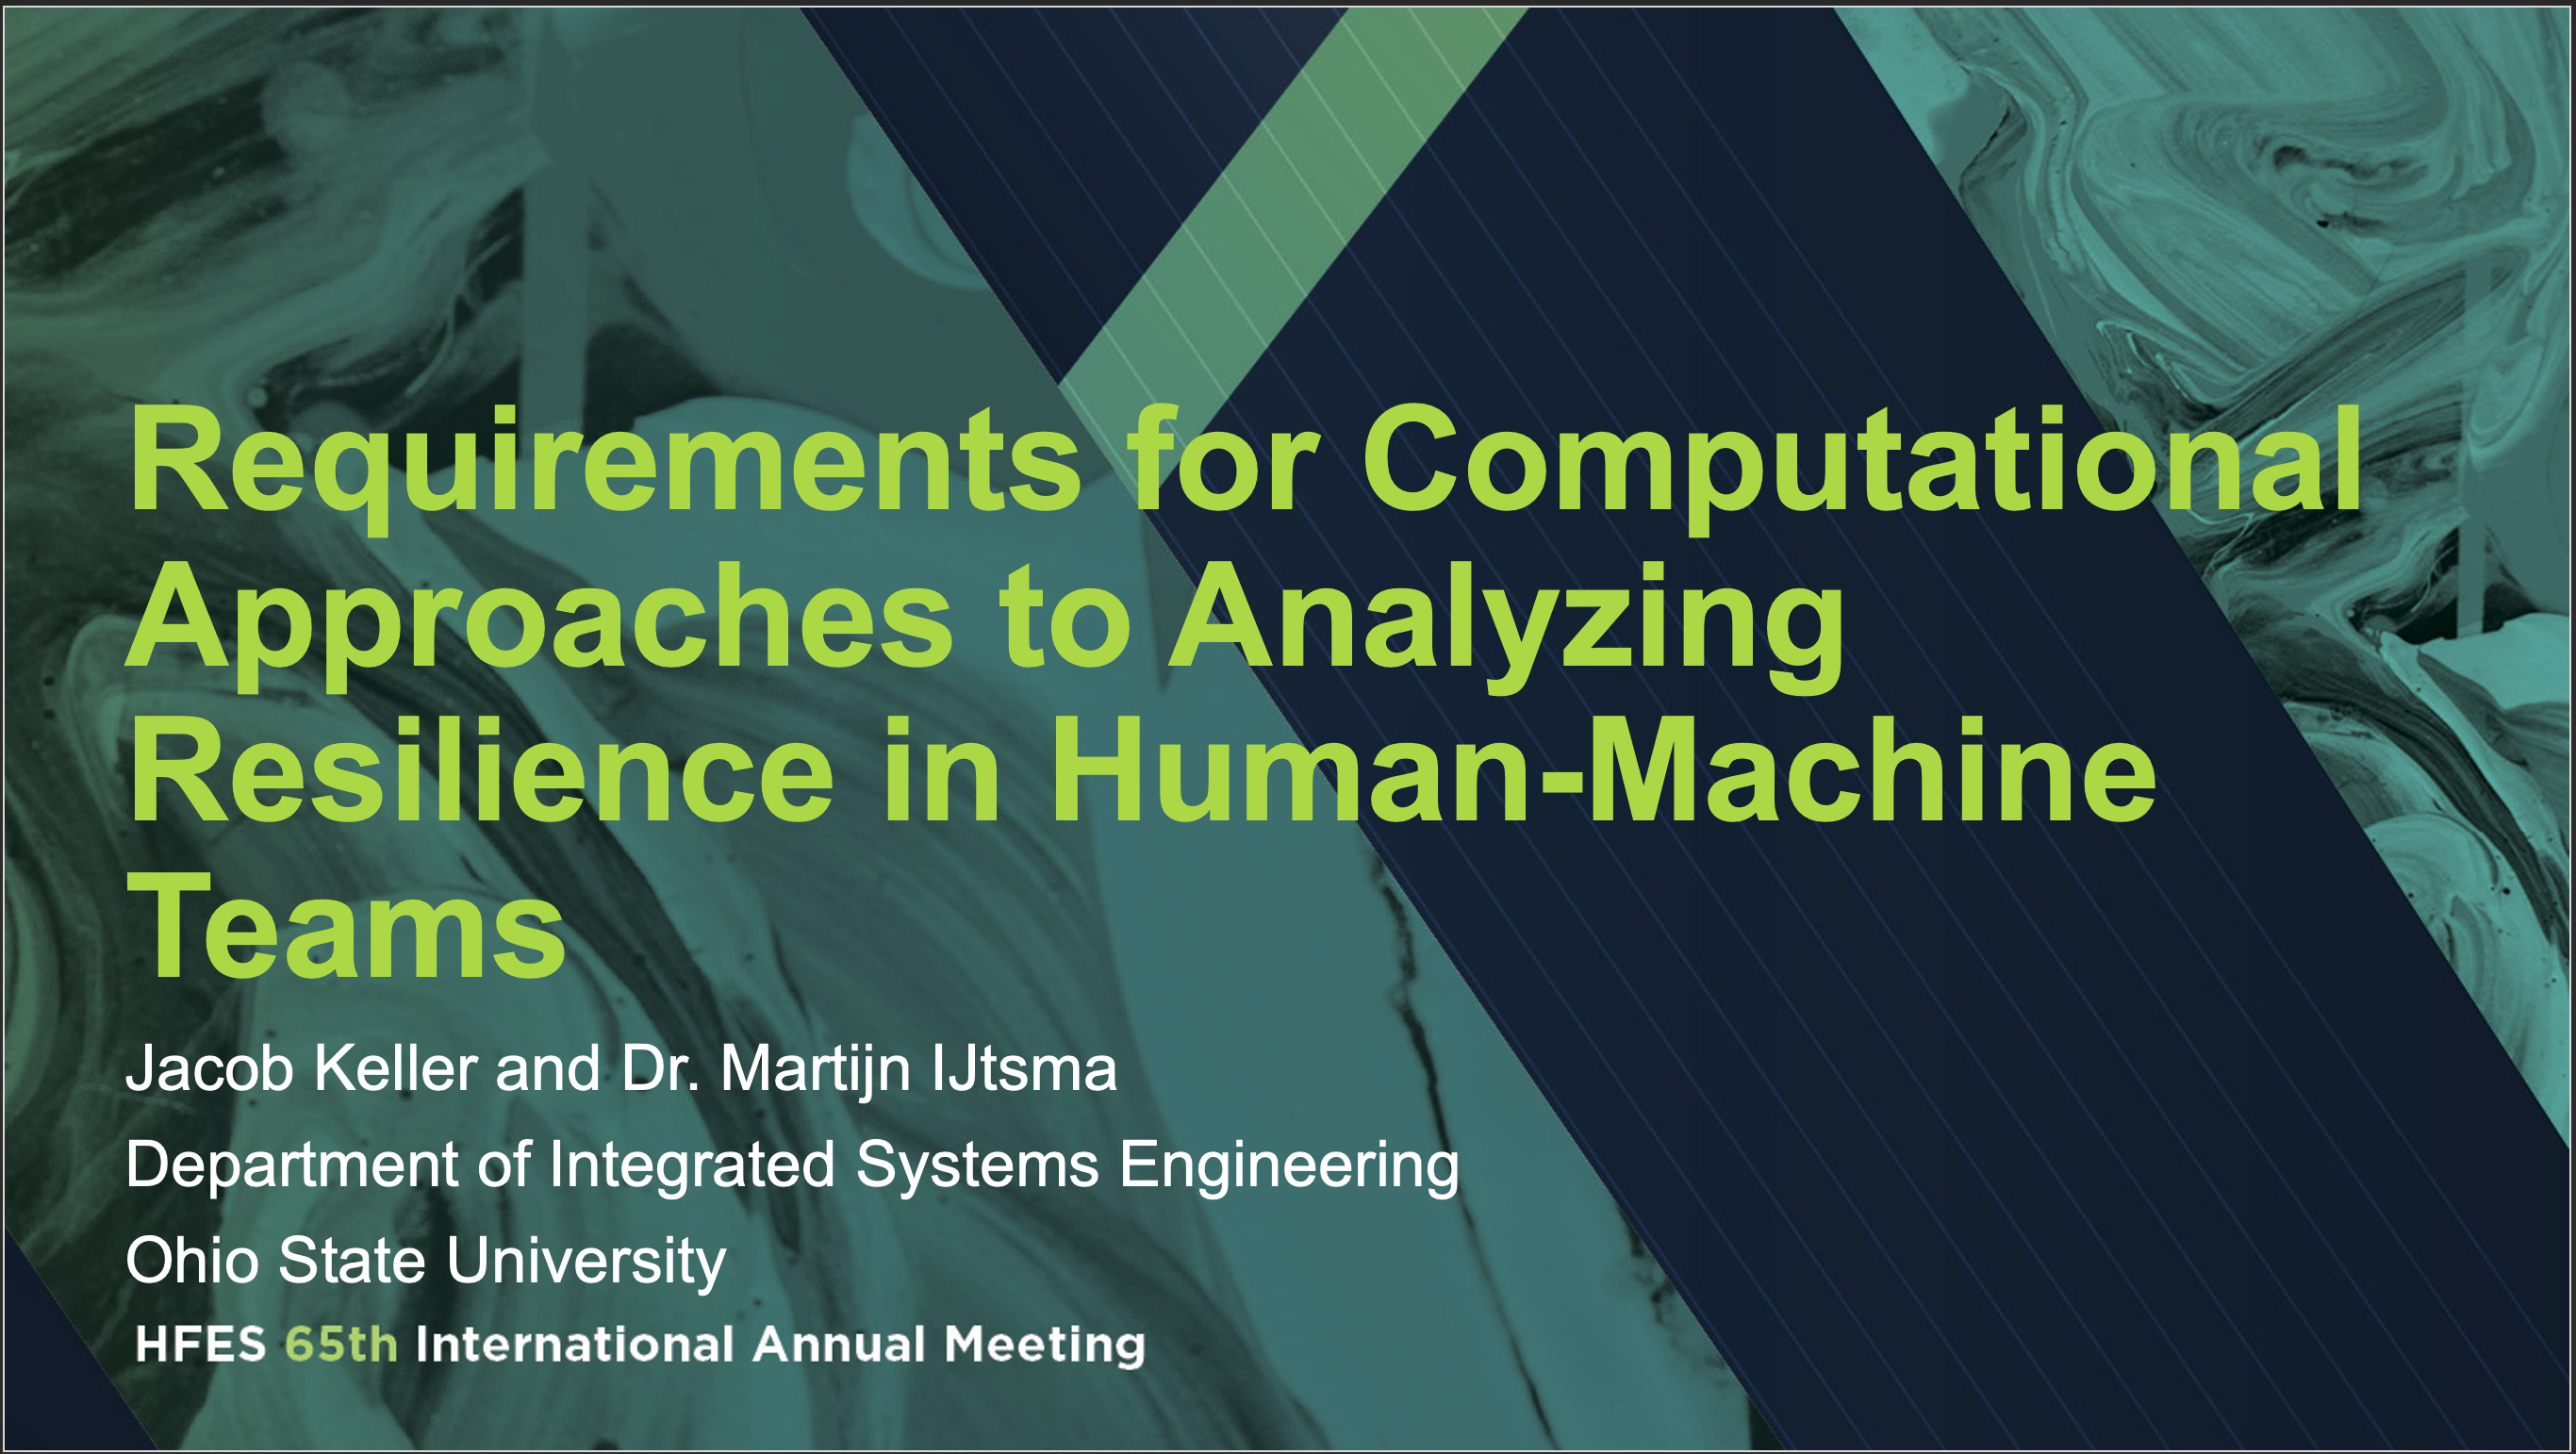 Requirements for Computational
Approaches to Analyzing
Resilience in Human-Machine
Teams
Jacob Keller and Dr. Martijn IJtsma
Department of Integrated Systems Engineering
Ohio State University
HFES 65th International Annual Meeting